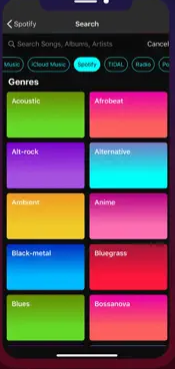 Spotify Search
Search Songs, Albums, Artists Cancel
Music iCloud Music Spotify TIDAL Radio Po
Genres
Acoustic Afrobeat
Alt-rock Alternative
Ambient Anime
Black-metal Bluegrass
Blues Bossanova